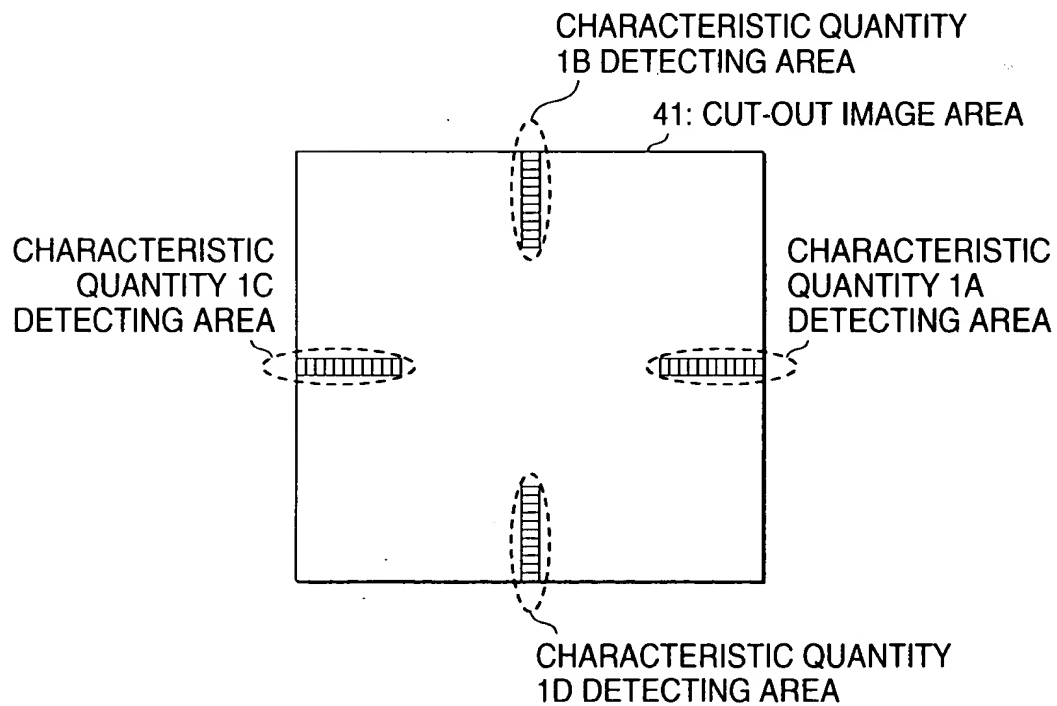 CHARACTERISTIC QUANTITY
1B DETECTING AREA
41: CUT-OUT IMAGE AREA
CHARACTERISTIC
QUANTITY 1C
DETECTING AREA
CHARACTERISTIC
QUANTITY 1A
DETECTING AREA
CHARACTERISTIC QUANTITY
1D DETECTING AREA